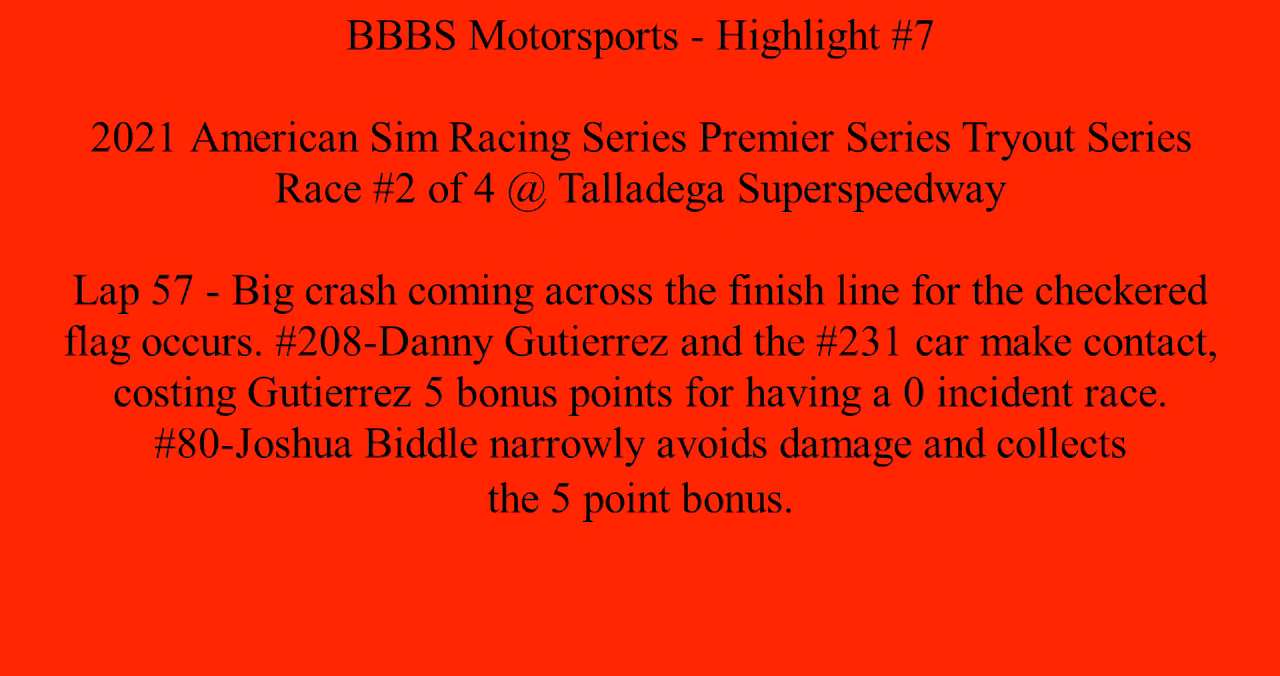 BBBS Motorsports - Highlight #7
2021 American Sim Racing Series Premier Series Tryout Series
Race #2 of 4 @ Talladega Superspeedway
Lap 57 - Big crash coming across the finish line for the checkered
flag occurs. #208-Danny Gutierrez and the #231 car make contact,
costing Gutierrez 5 bonus points for having a 0 incident race.
#80-Joshua Biddle narrowly avoids damage and collects
the 5 point bonus.